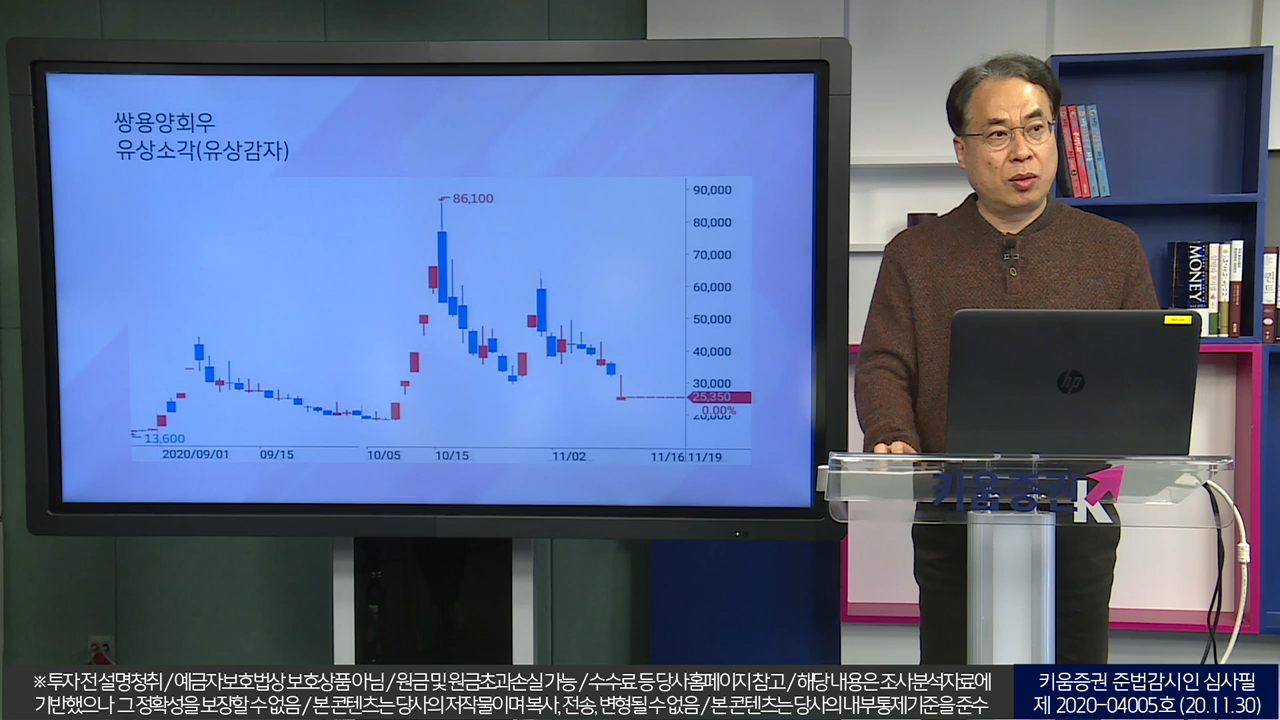 쌍용양회우
유상소각(유상감자)
86,100
90,000
80,000
70,000
60,000
50,000
40,000
30,000
25,350
0.00%
20,000
13,600
2020/09/01 09/15 10/05 10/15 11/02 11/16 11/19
MONEY
hp
키움증권
K
※ 투자 전 설명청취 / 예금자보호법상 보호상품 아님 / 원금 및 원금초과손실 가능 / 수수료 등 당사홈페이지 참고 / 해당 내용은 조사분석자료에
기반했으나 그 정확성을 보장할 수 없음 / 본 콘텐츠는 당사의 저작물이며 복사, 전송, 변형될 수 없음 / 본 콘텐츠는 당사의 내부통제기준을 준수
키움증권 준법감시인 심사필
제 2020-04005호 (20.11.30)